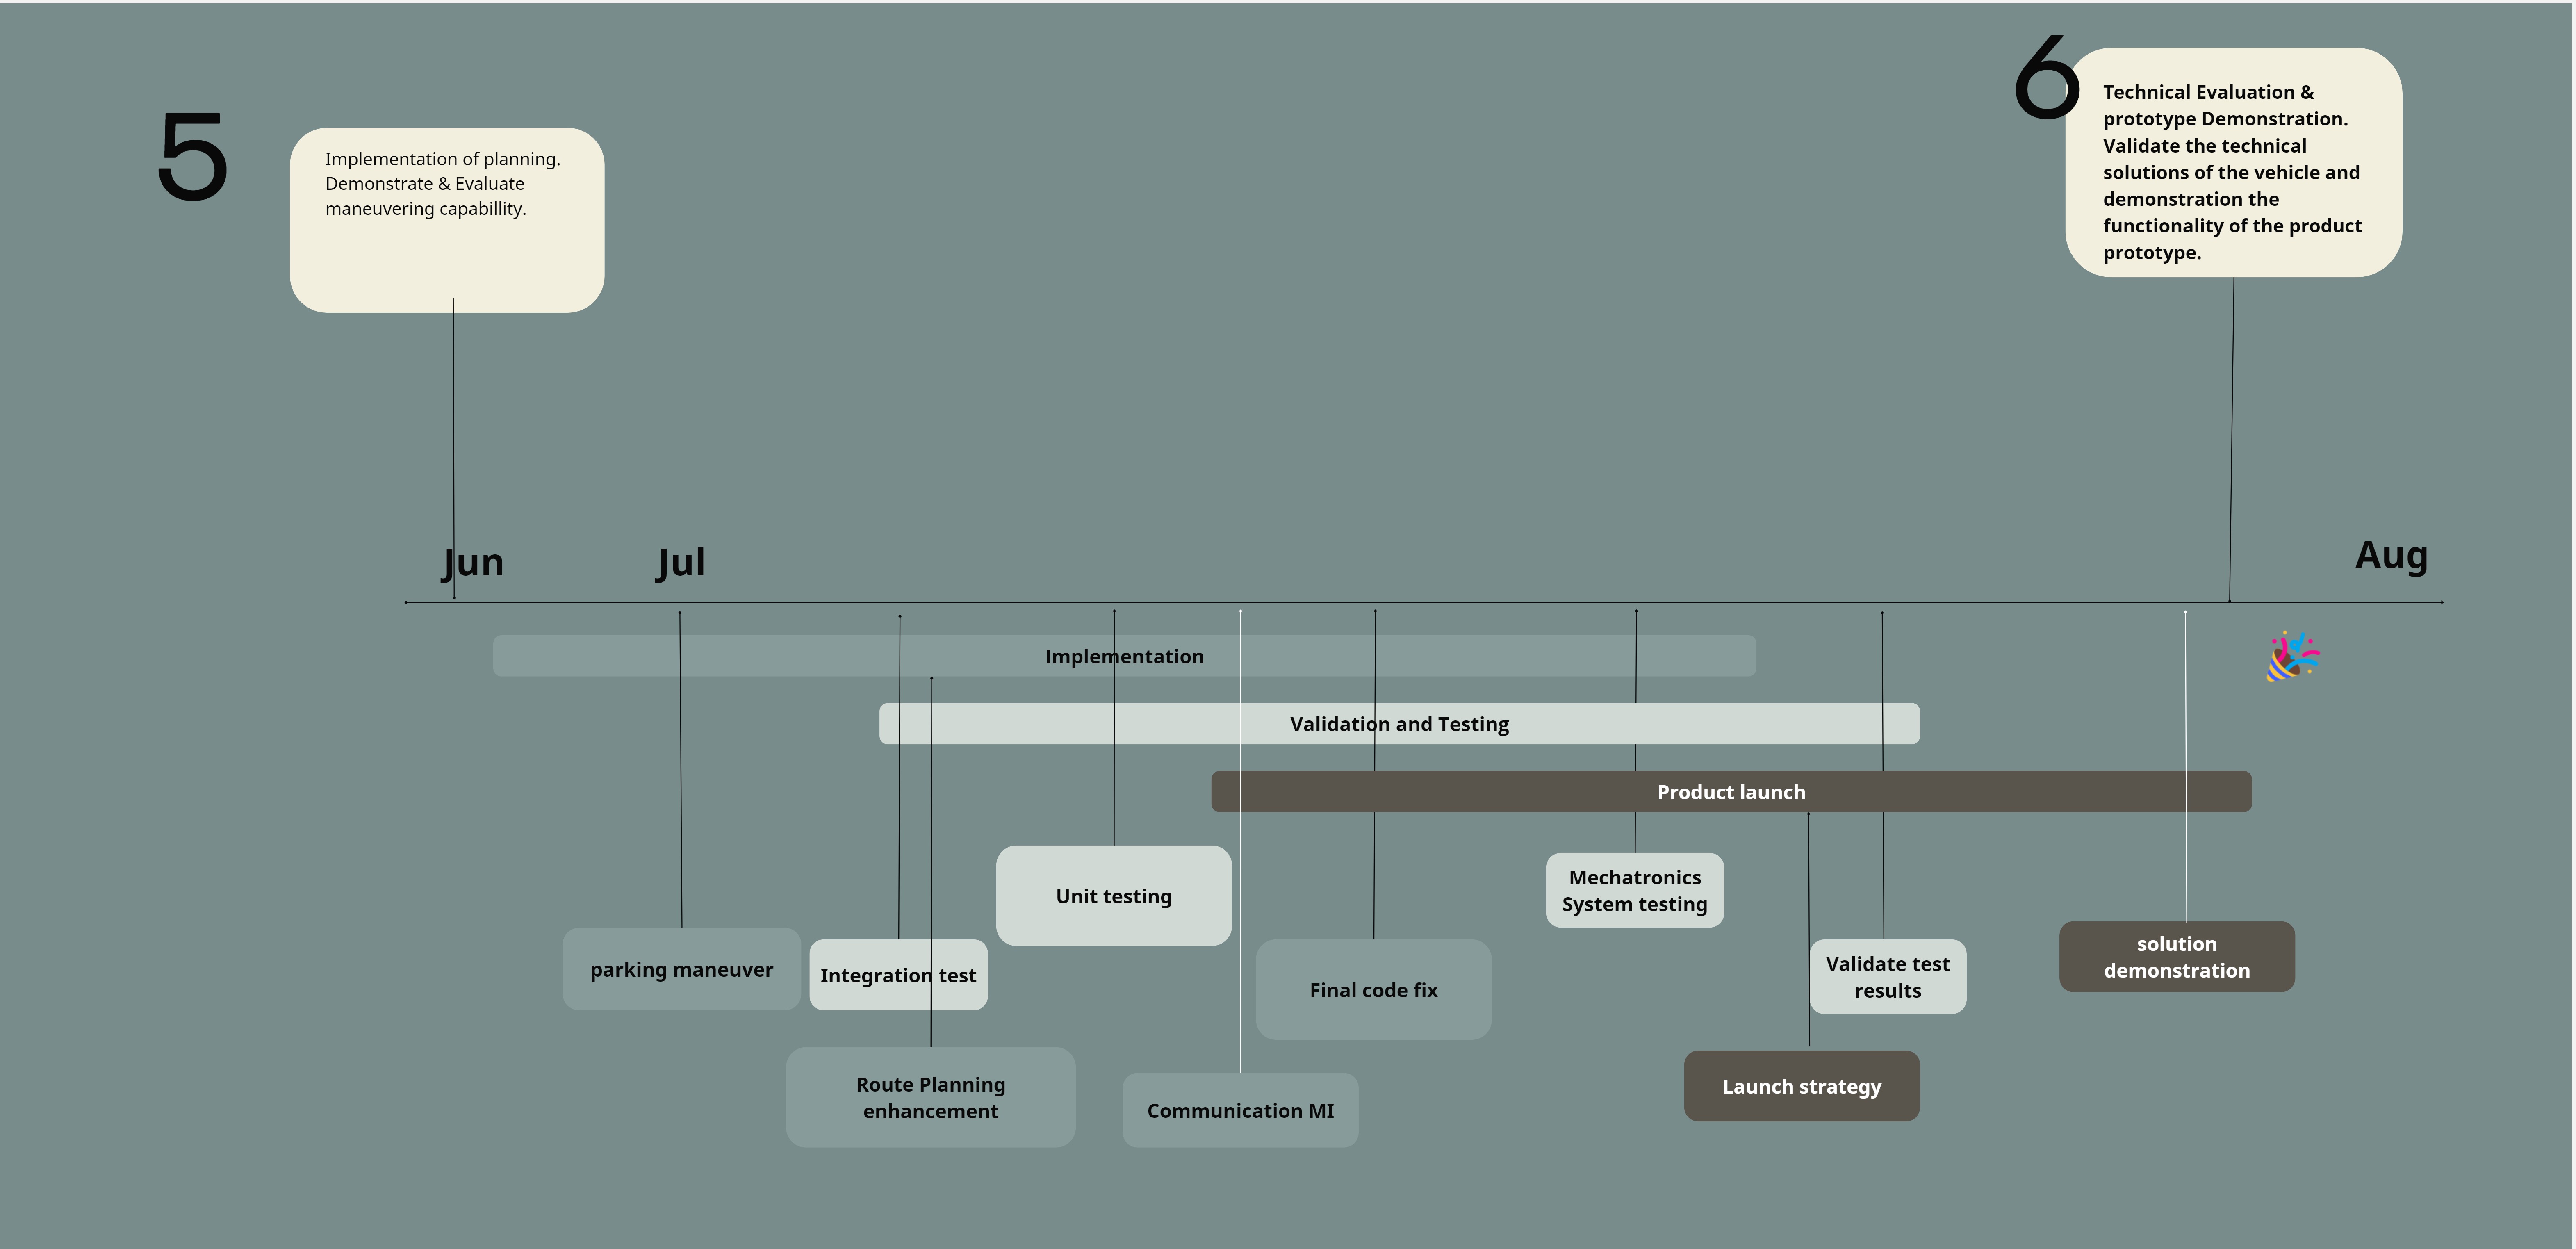 5
Implementation of planning.
Demonstrate & Evaluate
maneuvering capabillity.
6
Technical Evaluation &
prototype Demonstration.
Validate the technical
solutions of the vehicle and
demonstration the
functionality of the product
prototype.
Jun
Jul
Aug
Implementation
Validation and Testing
Product launch
Unit testing
Mechatronics
System testing
parking maneuver
Integration test
Final code fix
Validate test
results
solution
demonstration
Route Planning
enhancement
Communication MI
Launch strategy